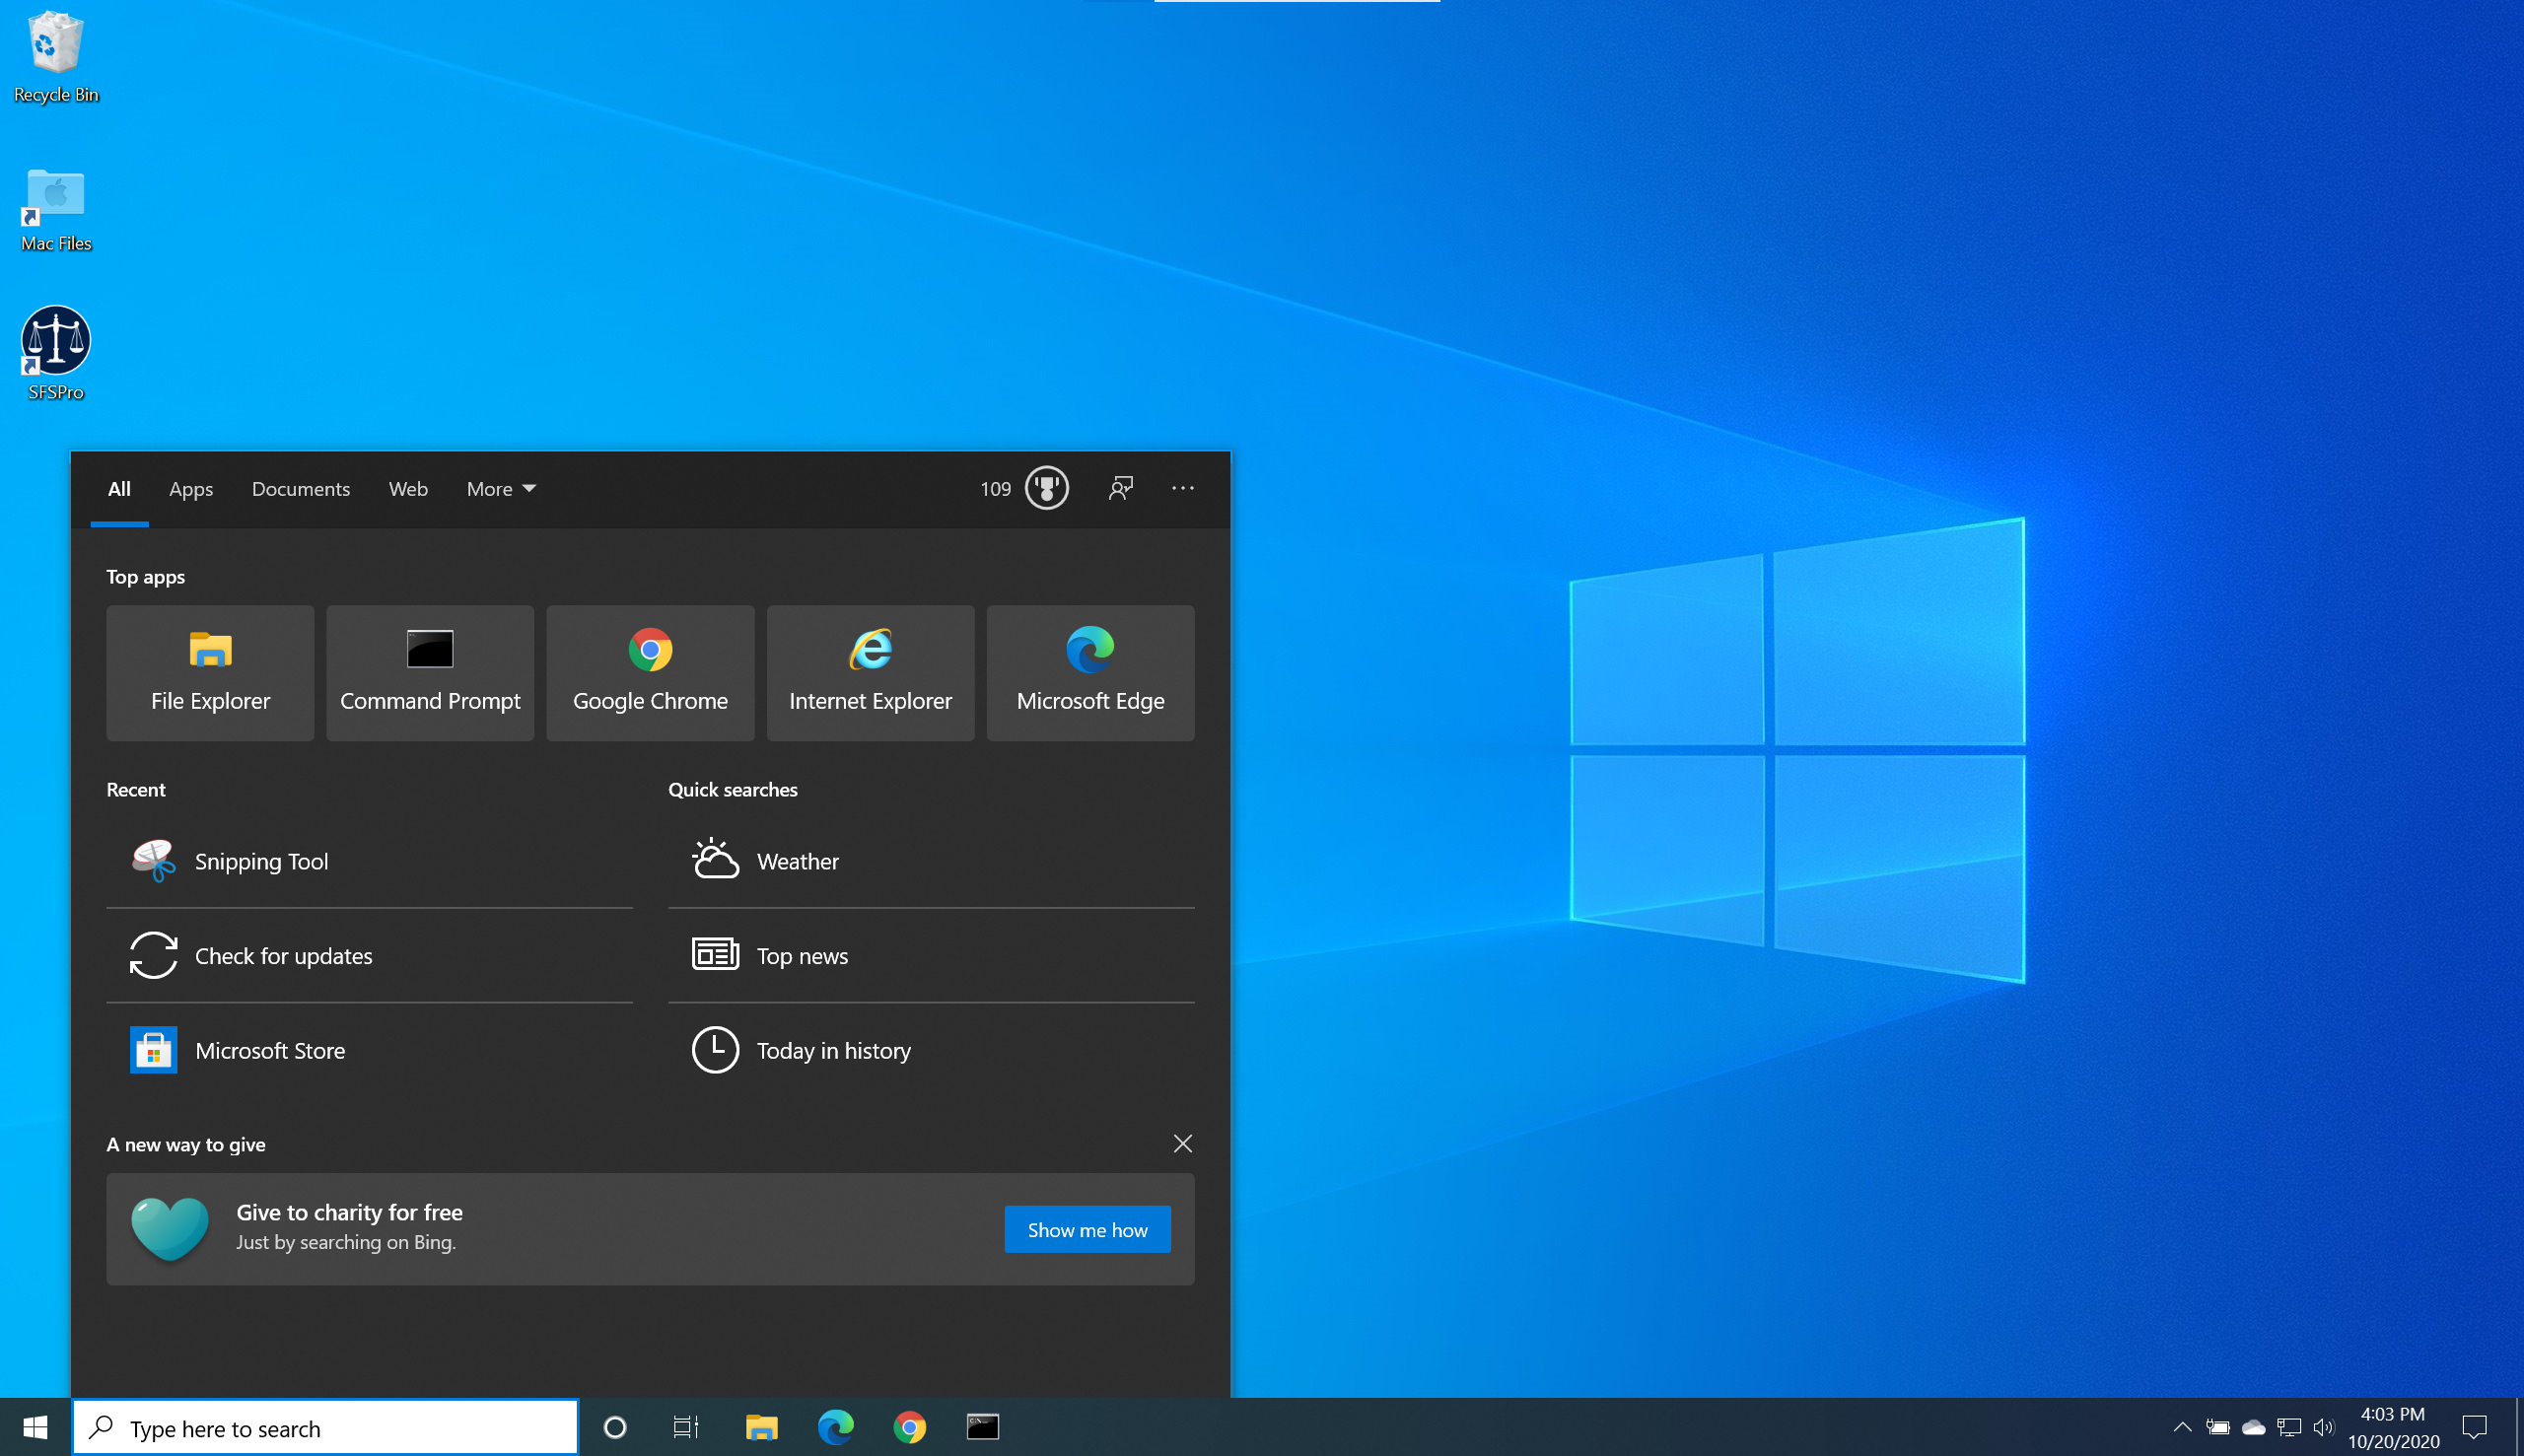 Recycle Bin
Mac Files
SFSPro
All Apps Documents Web More 109
Top apps
File Explorer Command Prompt Google Chrome Internet Explorer Microsoft Edge
Recent Quick searches
Snipping Tool Weather
Check for updates Top news
Microsoft Store Today in history
A new way to give
Give to charity for free
Just by searching on Bing.
Show me how
Type here to search
4:03 PM
10/20/2020